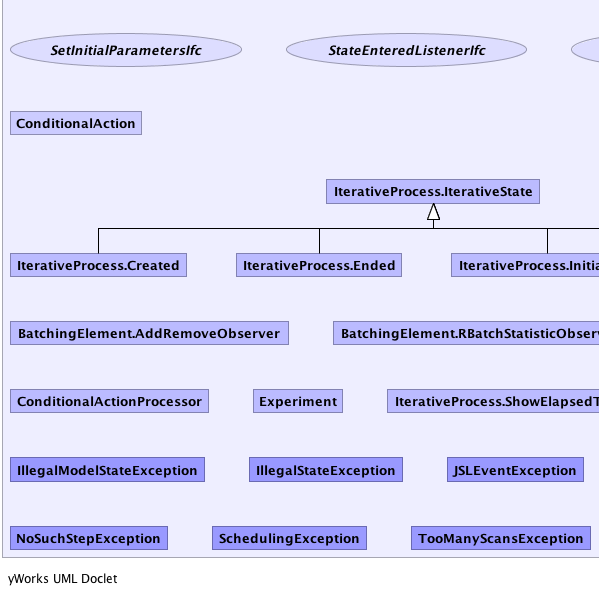 SetInitialParametersIfc StateEnteredListenerIfc
ConditionalAction
IterativeProcess.IterativeState
IterativeProcess.Created IterativeProcess.Ended IterativeProcess.Initia
BatchingElement.AddRemoveObserver BatchingElement.RBatchStatisticObserv
ConditionalActionProcessor Experiment IterativeProcess.ShowElapsedT
IllegalModelStateException IllegalStateException JSLEventException
NoSuchStepException SchedulingException TooManyScansException
yWorks UML Doclet